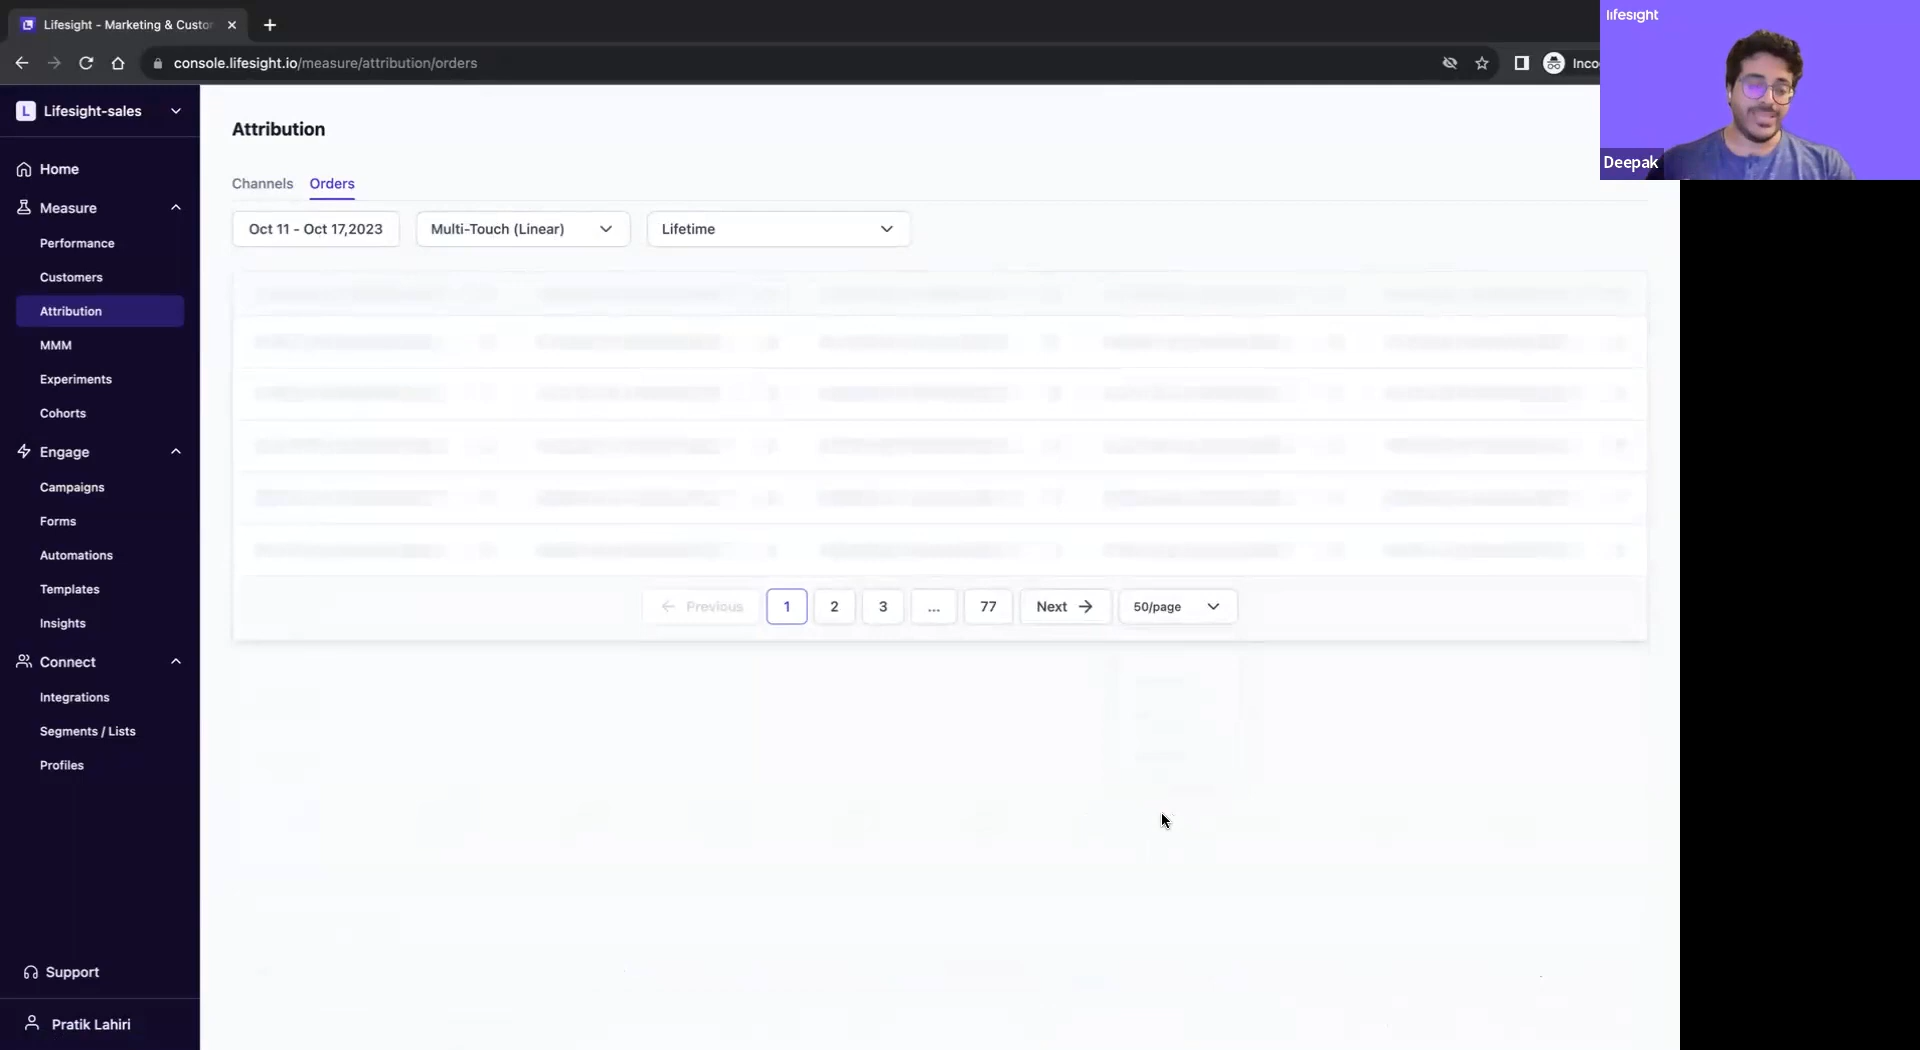 Lifesight - Marketing & Custo
console.lifesight.io/measure/attribution/orders
lifesight
Deepak
L
Lifesight-sales
Home
Measure
Performance
Customers
Attribution
MMM
Experiments
Cohorts
Engage
Campaigns
Forms
Automations
Templates
Insights
Connect
Integrations
Segments / Lists
Profiles
Support
Pratik Lahiri
Attribution
Channels Orders
Oct 11 - Oct 17,2023 Multi-Touch (Linear) Lifetime
Previous 1 2 3 ... 77 Next 50/page